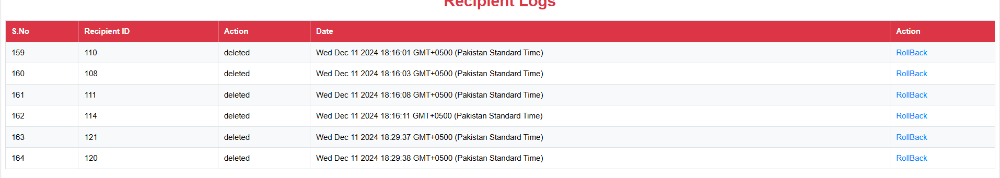 Recipient Logs
S.No Recipient ID Action Date Action
159 110 deleted Wed Dec 11 2024 18:16:01 GMT+0500 (Pakistan Standard Time) RollBack
160 108 deleted Wed Dec 11 2024 18:16:03 GMT+0500 (Pakistan Standard Time) RollBack
161 111 deleted Wed Dec 11 2024 18:16:08 GMT+0500 (Pakistan Standard Time) RollBack
162 114 deleted Wed Dec 11 2024 18:16:11 GMT+0500 (Pakistan Standard Time) RollBack
163 121 deleted Wed Dec 11 2024 18:29:37 GMT+0500 (Pakistan Standard Time) RollBack
164 120 deleted Wed Dec 11 2024 18:29:38 GMT+0500 (Pakistan Standard Time) RollBack